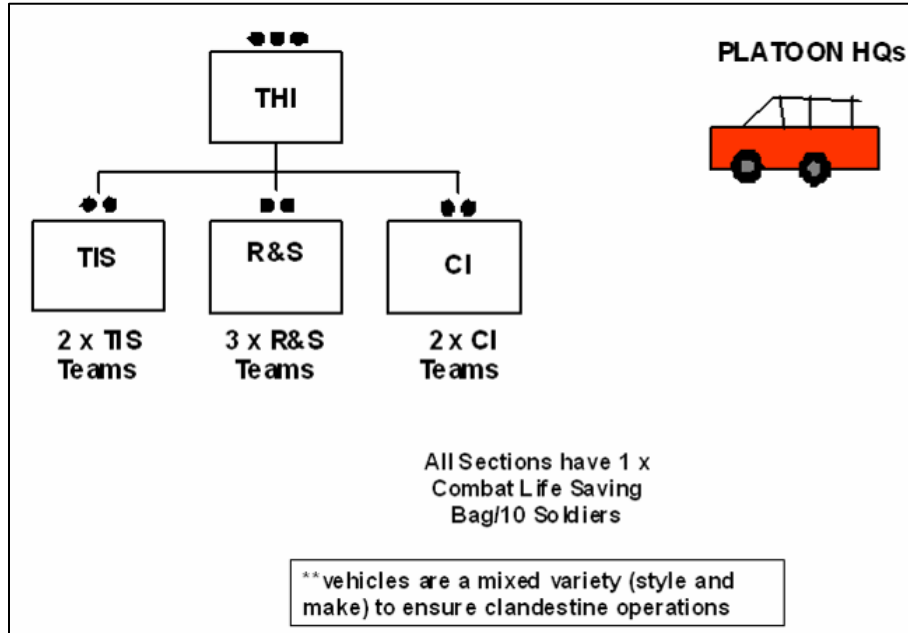 PLATOON HQs
THI
TIS
R&S
CI
2 x TIS
Teams
3 x R&S
Teams
2 x CI
Teams
All Sections have 1 x
Combat Life Saving
Bag/10 Soldiers
**vehicles are a mixed variety (style and
make) to ensure clandestine operations